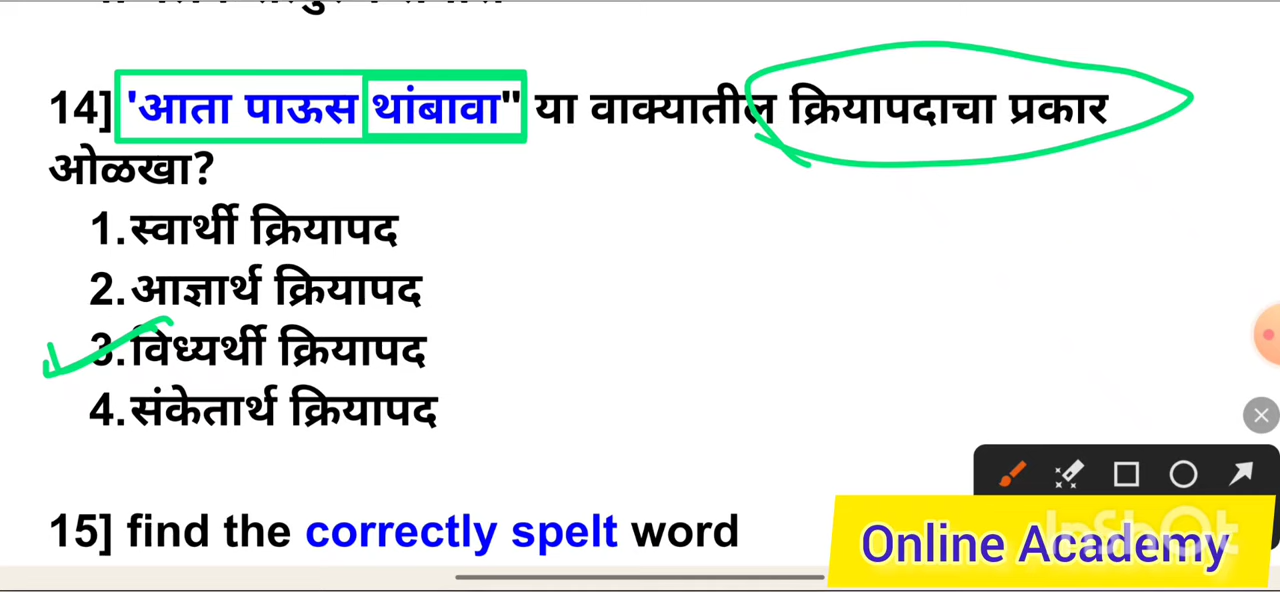 14] 'आता पाऊस थांबावा" या वाक्यातील क्रियापदाचा प्रकार
ओळखा?
1.स्वार्थी क्रियापद
2.आज्ञार्थ क्रियापद
3.विध्यर्थी क्रियापद
4.संकेतार्थ क्रियापद
15] find the correctly spelt word
InShOt
Online Academy